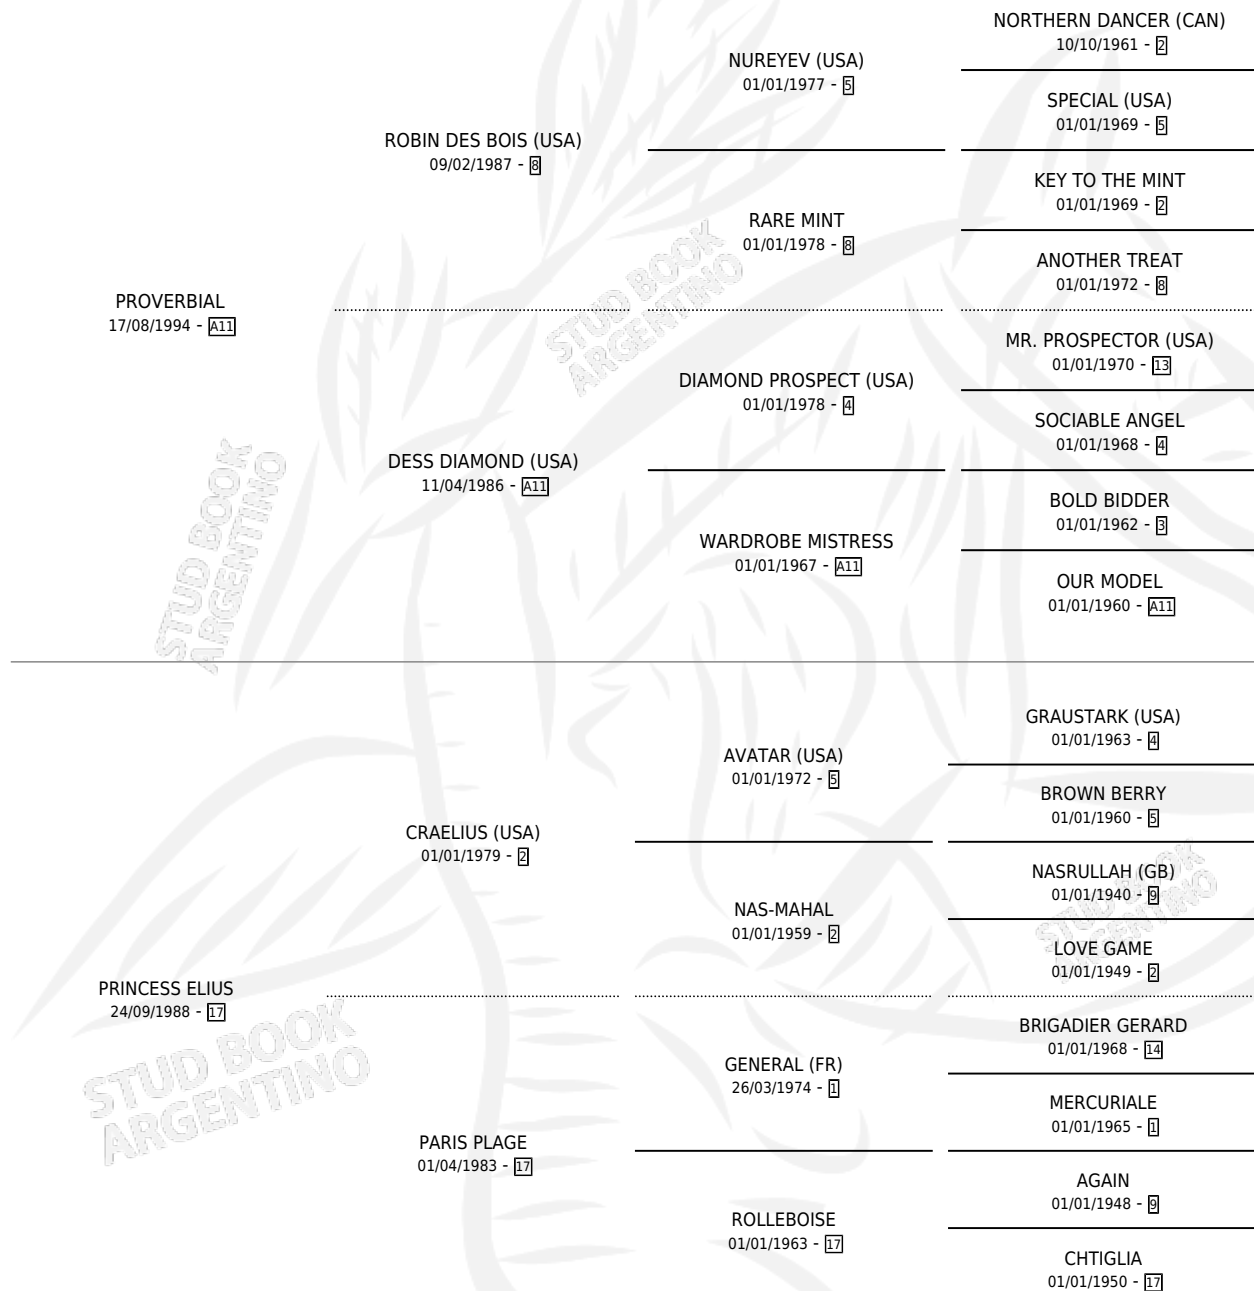 NORTHERN DANCER (CAN)
10/10/1961 - 2
NUREYEV (USA)
01/01/1977 - 5
SPECIAL (USA)
01/01/1969 - 5
ROBIN DES BOIS (USA)
09/02/1987 - 8
KEY TO THE MINT
01/01/1969 - 2
RARE MINT
01/01/1978 - 8
ANOTHER TREAT
01/01/1972 - 8
PROVERBIAL
17/08/1994 - A11
STUD BOOK
ARGENTINO
MR. PROSPECTOR (USA)
01/01/1970 - 13
DIAMOND PROSPECT (USA)
01/01/1978 - 4
SOCIABLE ANGEL
01/01/1968 - 4
DESS DIAMOND (USA)
11/04/1986 - A11
BOLD BIDDER
01/01/1962 - 3
WARDROBE MISTRESS
01/01/1967 - A11
OUR MODEL
01/01/1960 - A11
STUD BOOK
ARGENTINO
GRAUSTARK (USA)
01/01/1963 - 4
AVATAR (USA)
01/01/1972 - 5
BROWN BERRY
01/01/1960 - 5
CRAELIUS (USA)
01/01/1979 - 2
NASRULLAH (GB)
01/01/1940 - 9
NAS-MAHAL
01/01/1959 - 2
LOVE GAME
01/01/1949 - 2
STUD BOOK
ARGENTINO
PRINCESS ELIUS
24/09/1988 - 17
STUD BOOK
ARGENTINO
BRIGADIER GERARD
01/01/1968 - 14
GENERAL (FR)
26/03/1974 - 1
MERCURIALE
01/01/1965 - 1
PARIS PLAGE
01/04/1983 - 17
AGAIN
01/01/1948 - 9
ROLLEBOISE
01/01/1963 - 17
CHTIGLIA
01/01/1950 - 17